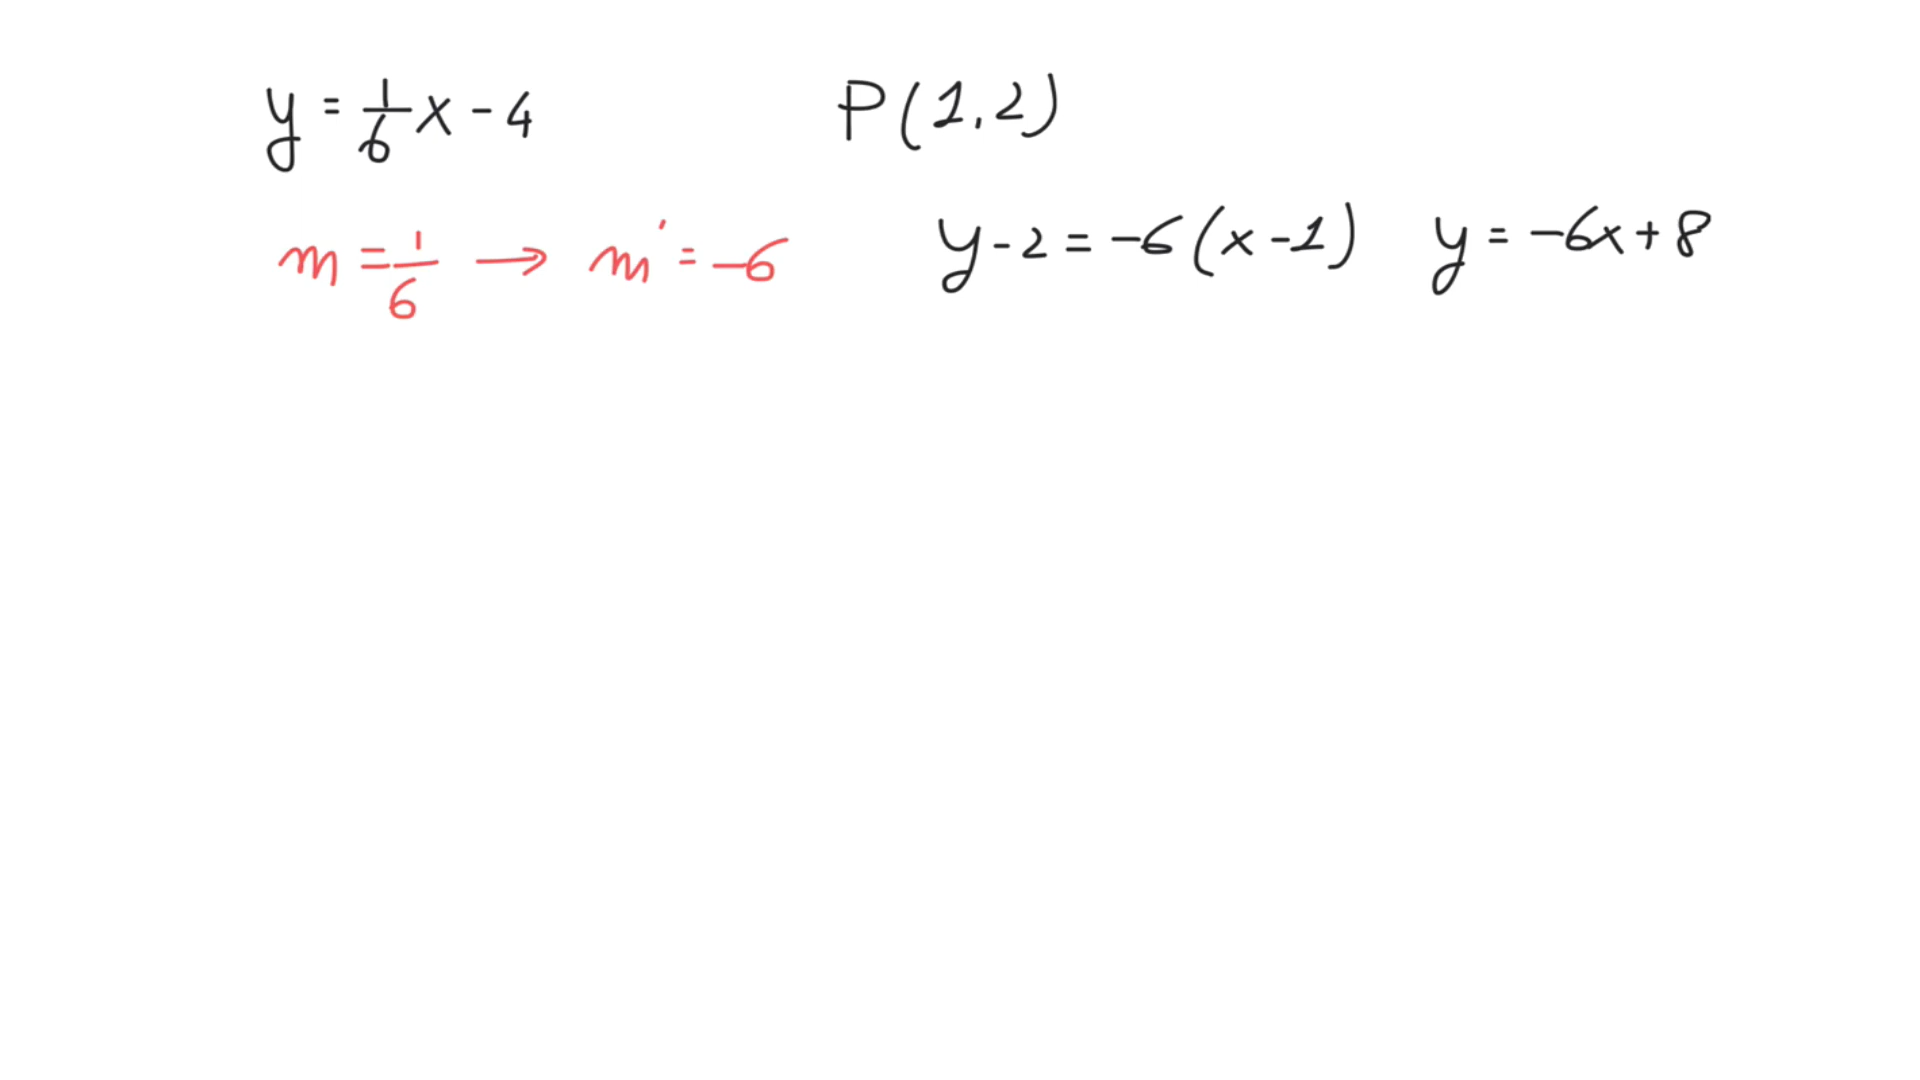 y = 1/6 x - 4 P(1,2)
m = 1/6 → m' = -6 y - 2 = -6(x - 1) y = -6x + 8